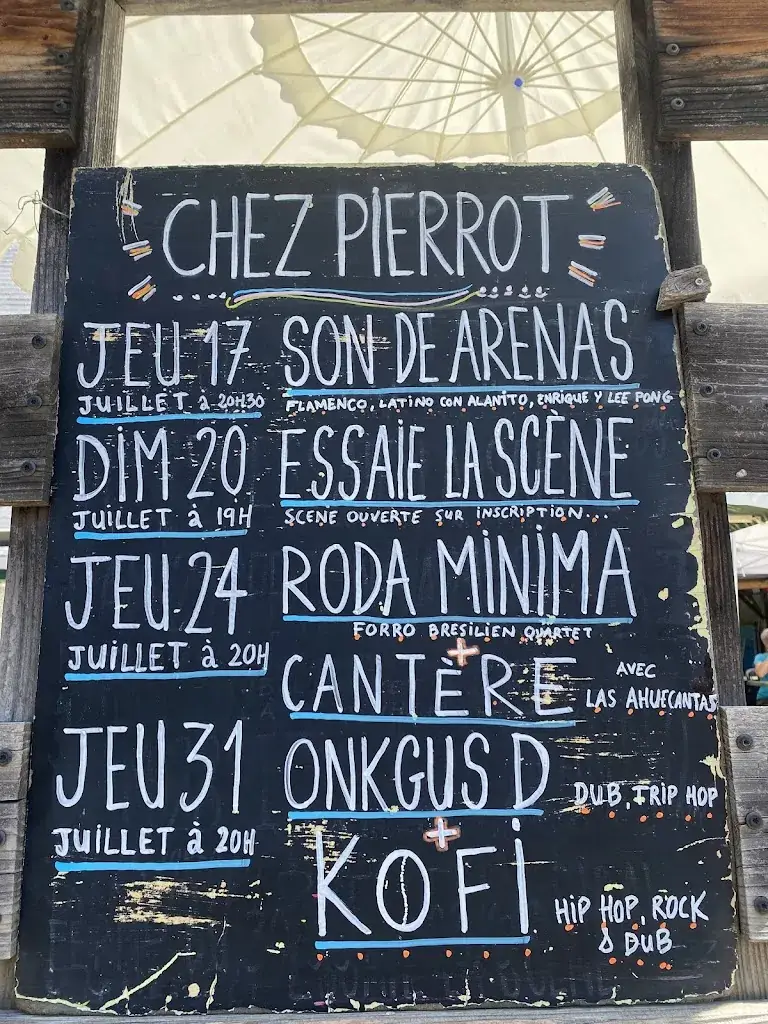 CHEZ PIERROT
JEU 17 SON DE ARENAS
JUILLET à 20H30 FLAMENCO, LATINO CON ALANITO, ENRIQUE Y LEE PONG
DIM 20 ESSAIE LA SCÈNE
JUILLET à 19H SCENE OUVERTE SUR INSCRIPTION...
JEU 24 RODA MINIMA
FORRO BRESILIEN QUARTET
JUILLET à 20H
+
CANTÈRE AVEC LAS AHUECANTAS
JEU 31 ONKGUS D DUB, TRIP HOP
JUILLET à 20H
+
KOFI HIP HOP, ROCK
& DUB